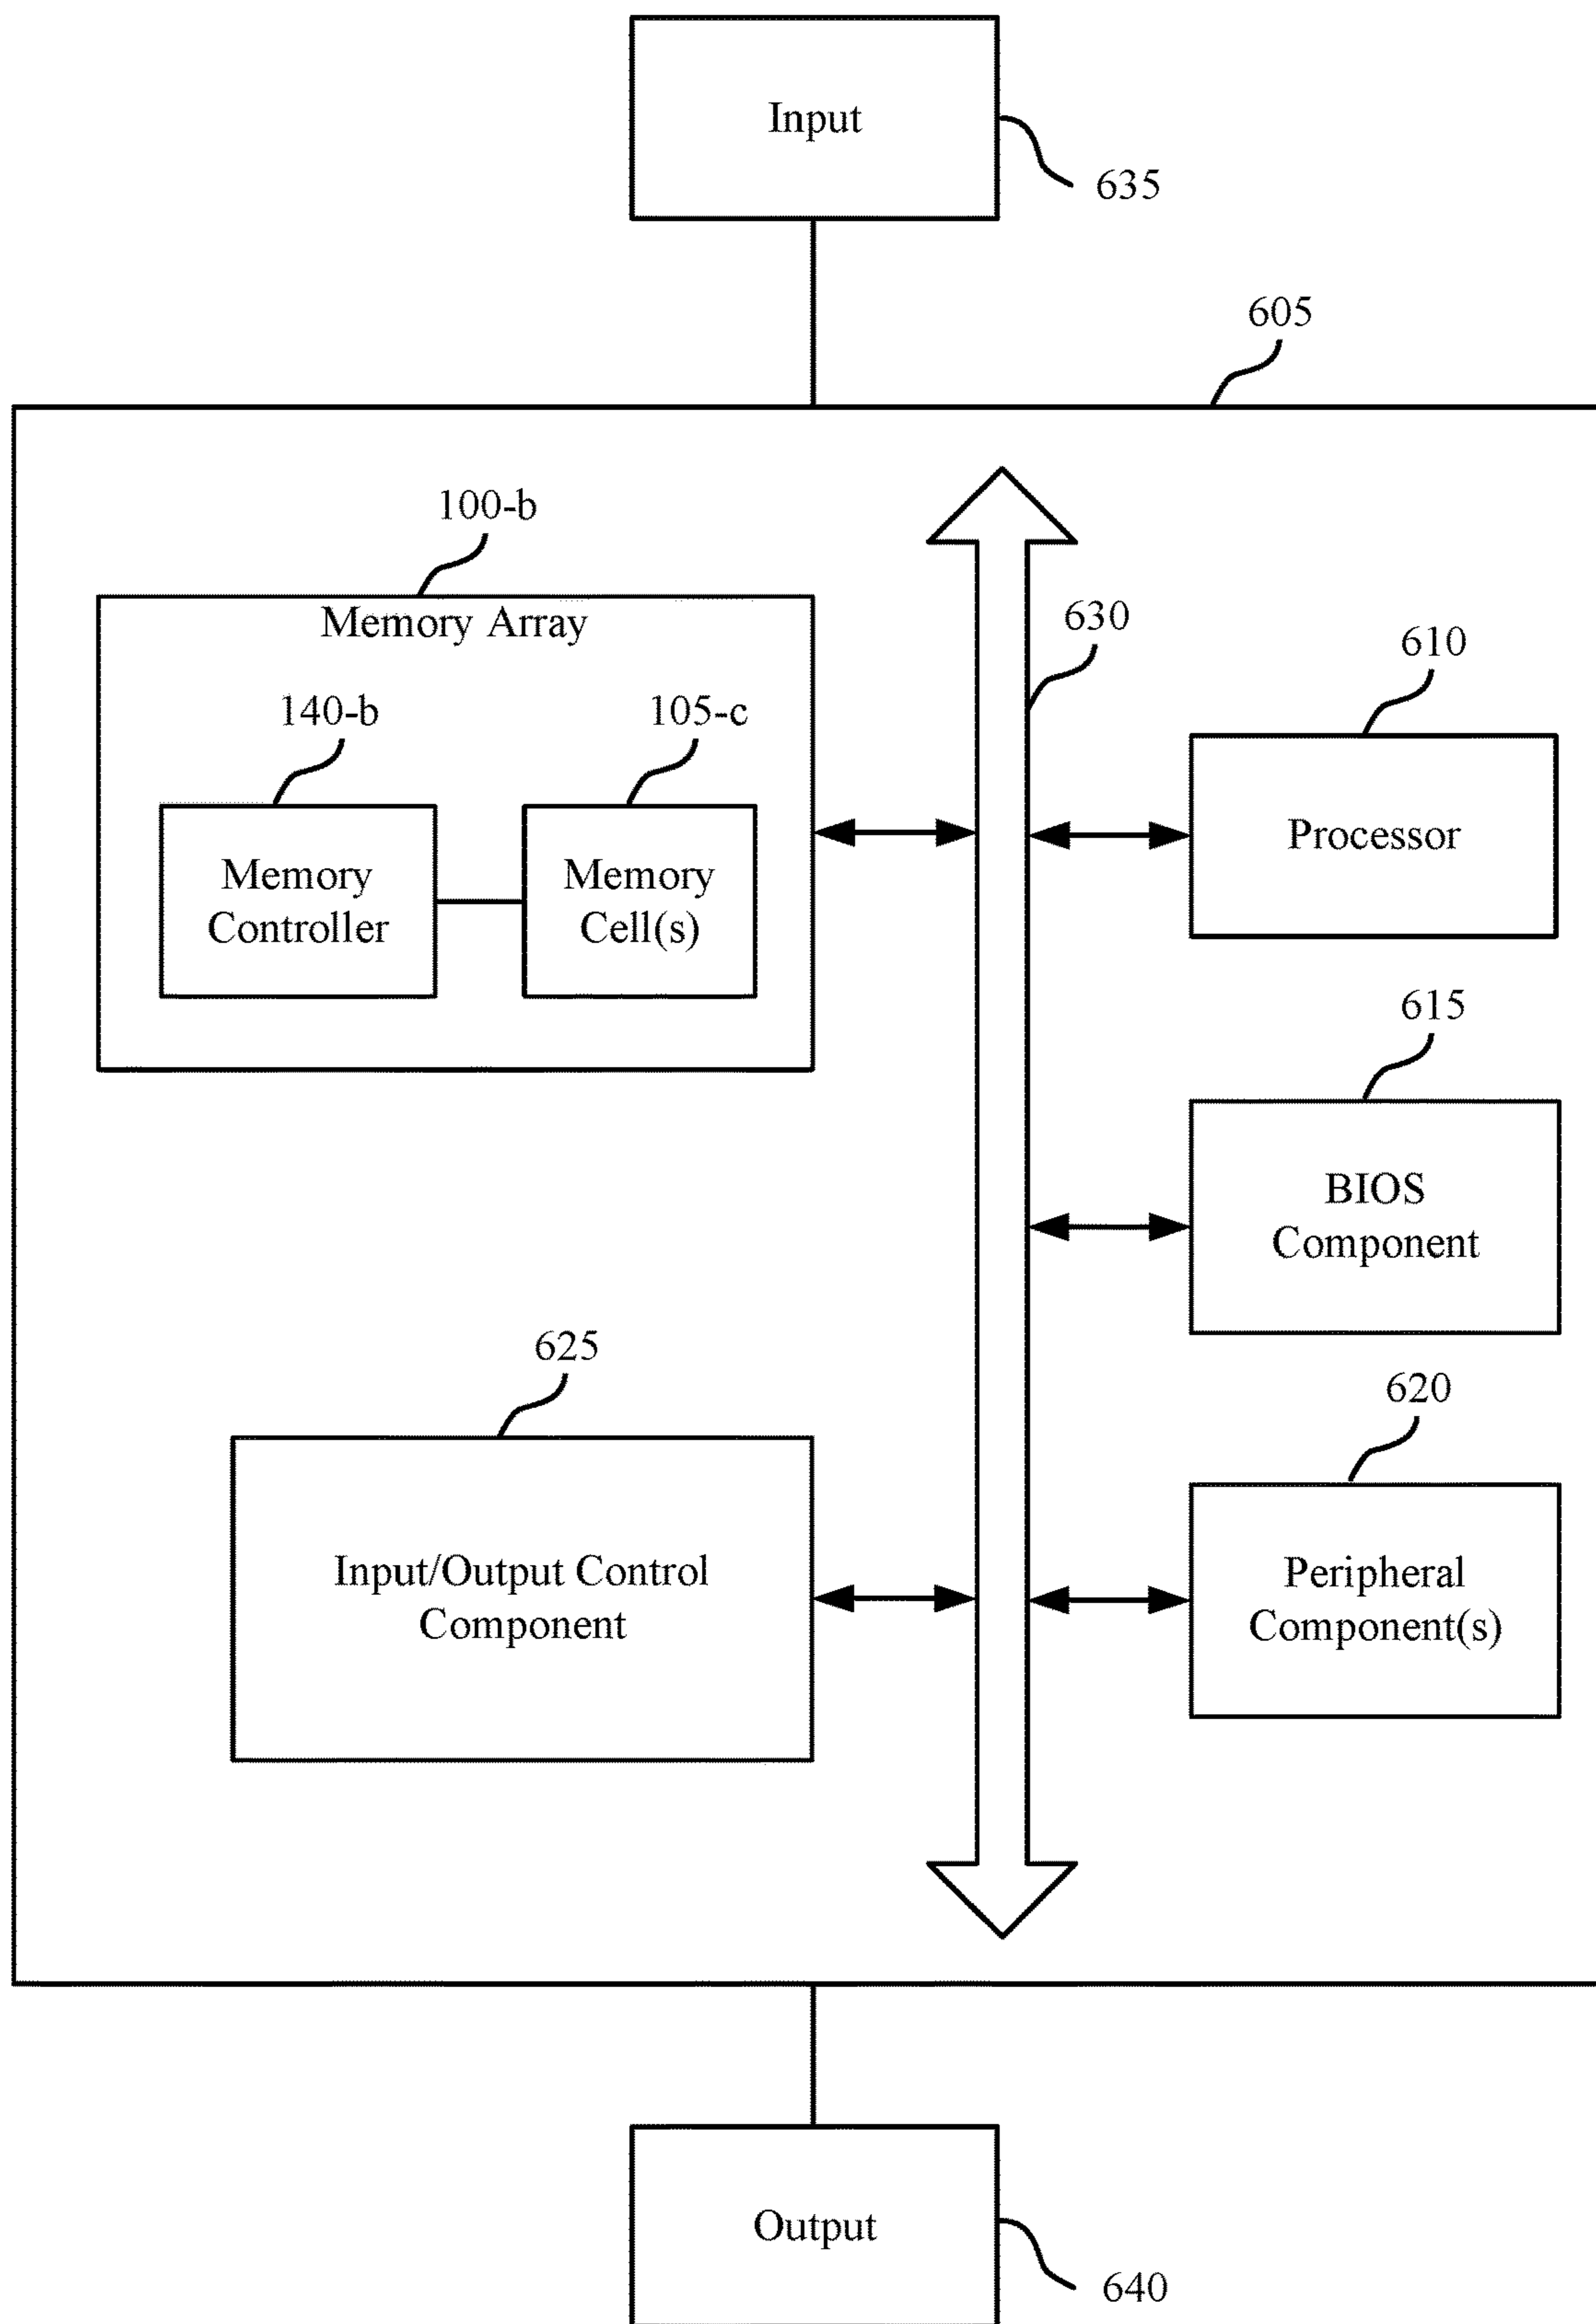 Input
635
605
100-b
Memory Array
630
610
140-b
105-c
Processor
Memory
Controller
Memory
Cell(s)
615
BIOS
Component
625
620
Input/Output Control
Component
Peripheral
Component(s)
Output
640